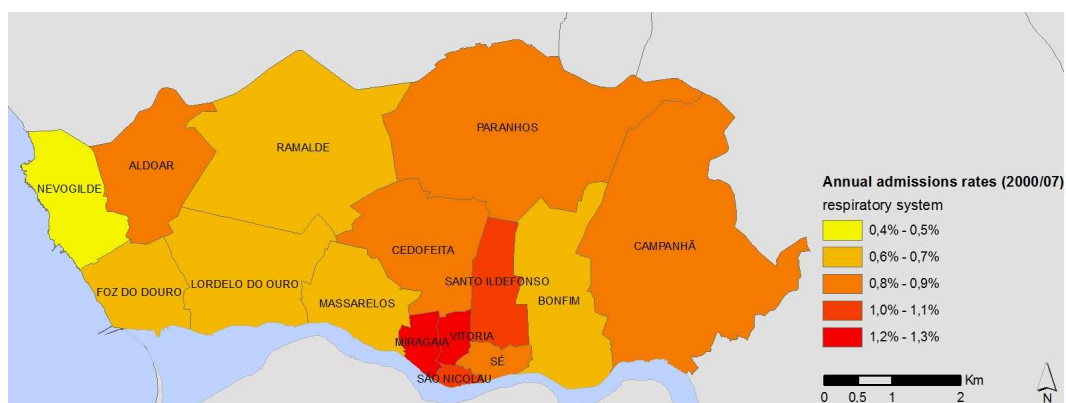 PARANHOS
RAMALDE
ALDOAR
NEVOGILDE
CEDOFEITA
CAMPANHÃ
SANTO ILDEFONSO
LORDELO DO OURO
FOZ DO DOURO
MASSARELOS
BONFIM
VITORIA
MIRAGAIA
SÉ
SAO NICOLAU
Annual admissions rates (2000/07)
respiratory system
0,4% - 0,5%
0,6% - 0,7%
0,8% - 0,9%
1,0% - 1,1%
1,2% - 1,3%
Km
0 0,5 1 2
N